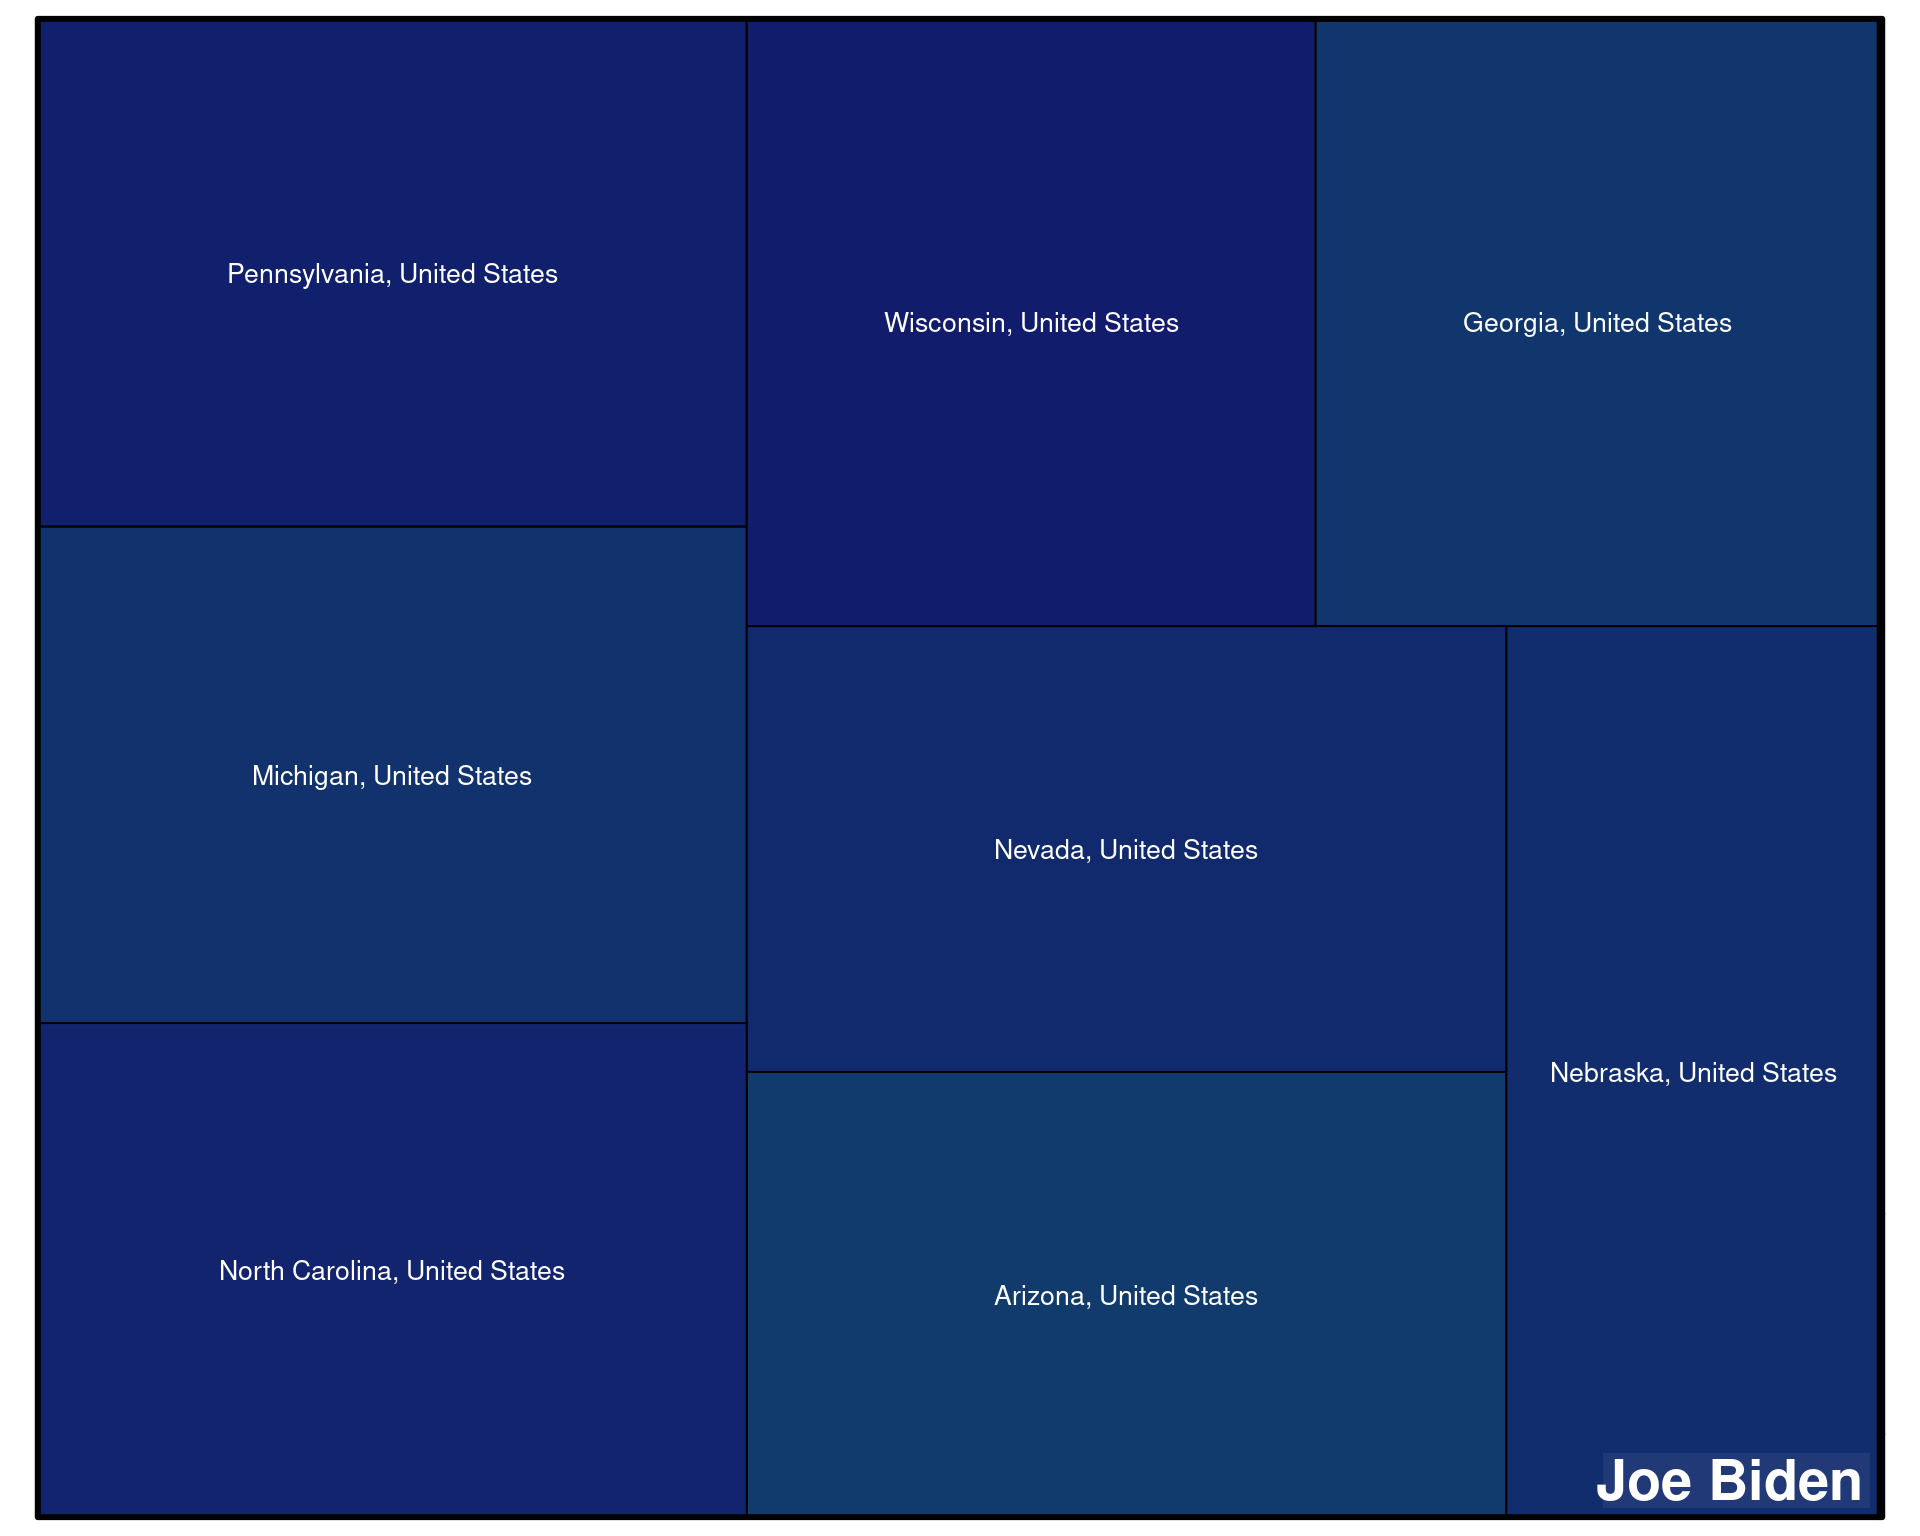 Pennsylvania, United States
Wisconsin, United States
Georgia, United States
Michigan, United States
Nevada, United States
Nebraska, United States
North Carolina, United States
Arizona, United States
Joe Biden